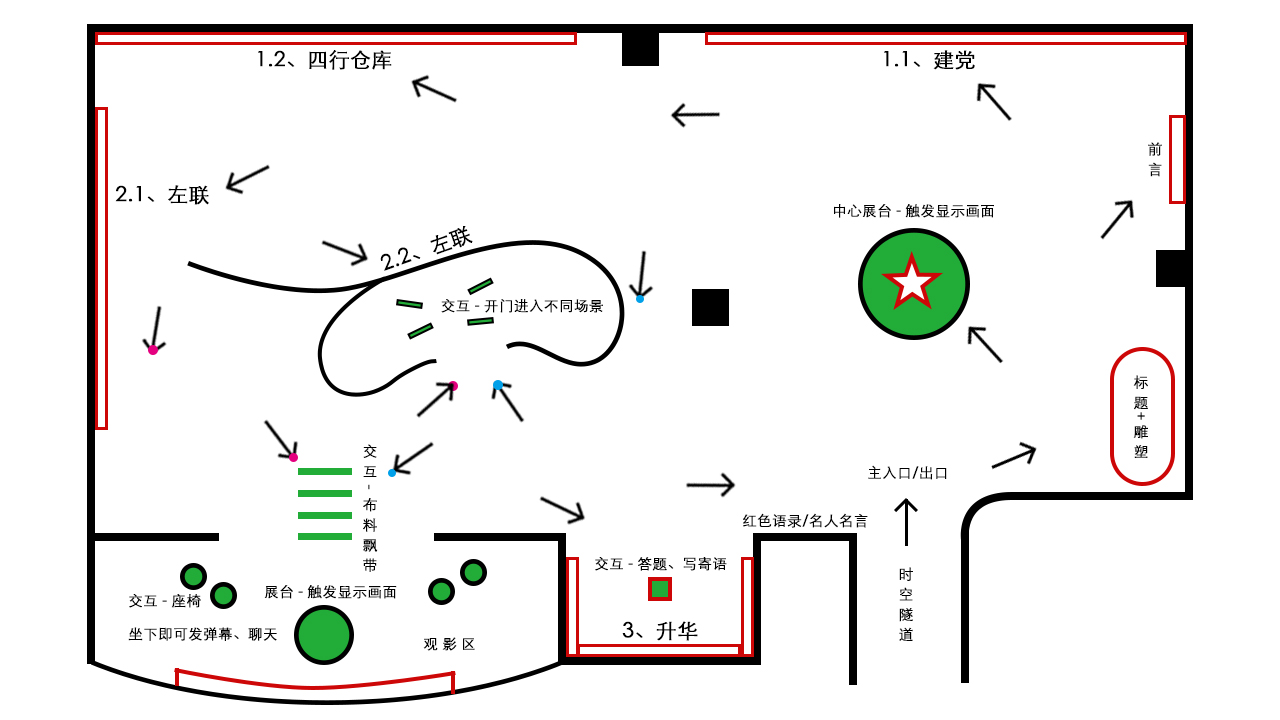 1.2、四行仓库
1.1、建党
前言
2.1、左联
中心展台-触发显示画面
2.2、左联
交互-开门进入不同场景
标题+雕塑
交互-布料飘带
主入口/出口
红色语录/名人名言
交互-答题、写寄语
时空隧道
展台-触发显示画面
交互-座椅
3、升华
坐下即可发弹幕、聊天
观影区